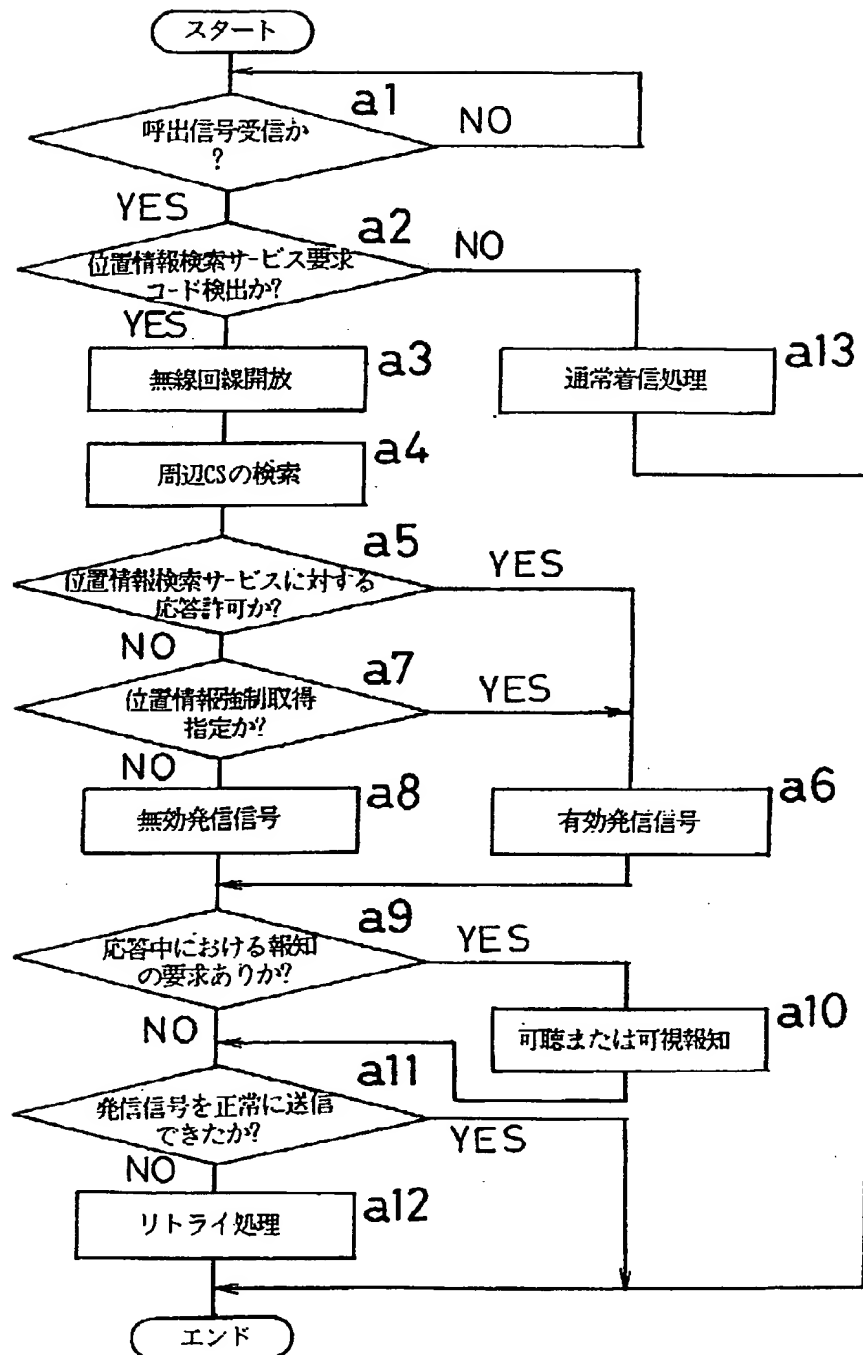 スタート
a1
呼出信号受信か
?
NO
YES
a2
NO
位置情報検索サービス要求
コード検出か?
YES
a3
無線回線開放
a13
通常着信処理
a4
周辺CSの検索
a5
YES
位置情報検索サービスに対する
応答許可か?
NO
a7
YES
位置情報強制取得
指定か?
NO
a8
無効発信信号
a6
有効発信信号
a9
YES
応答中における報知
の要求ありか?
NO
a10
可聴または可視報知
a11
発信信号を正常に送信
できたか?
YES
NO
a12
リトライ処理
エンド